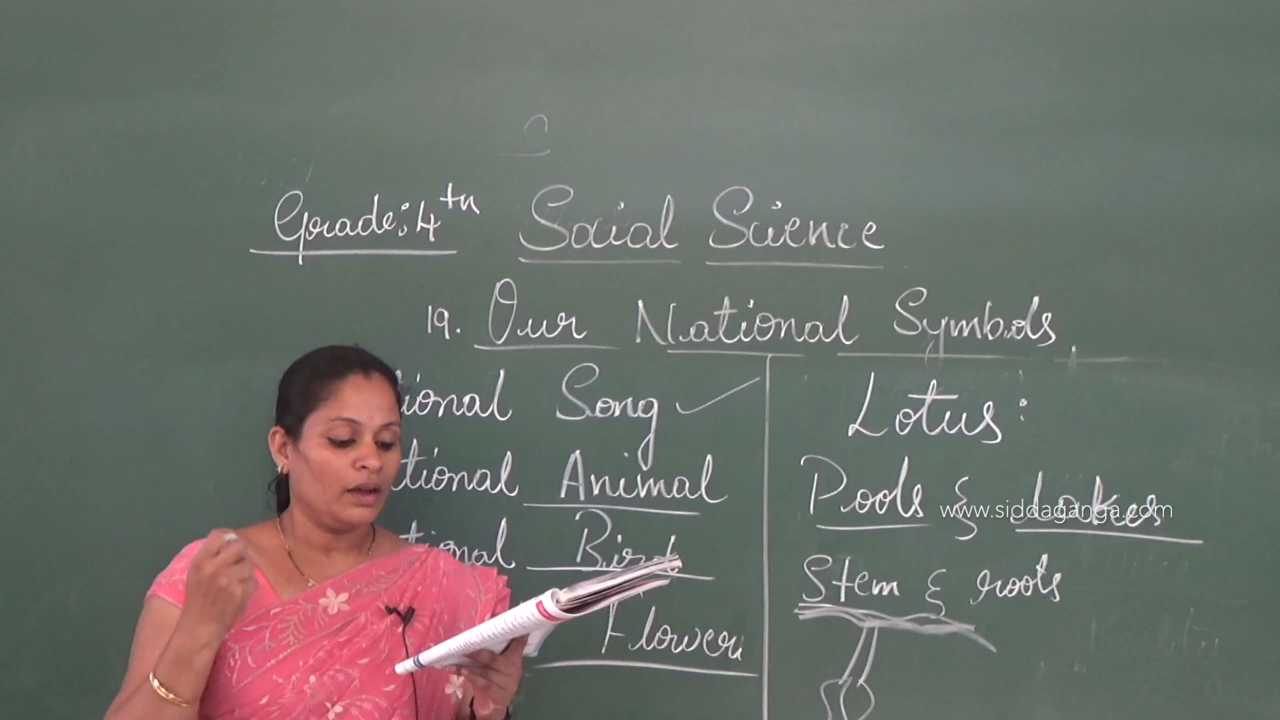 Grade: 4th Social Science
19. Our National Symbols
tional Song
tional Animal
tional Bird
Flower
Lotus:
Pools & Lakes
www.siddaganga.com
Stem & roots